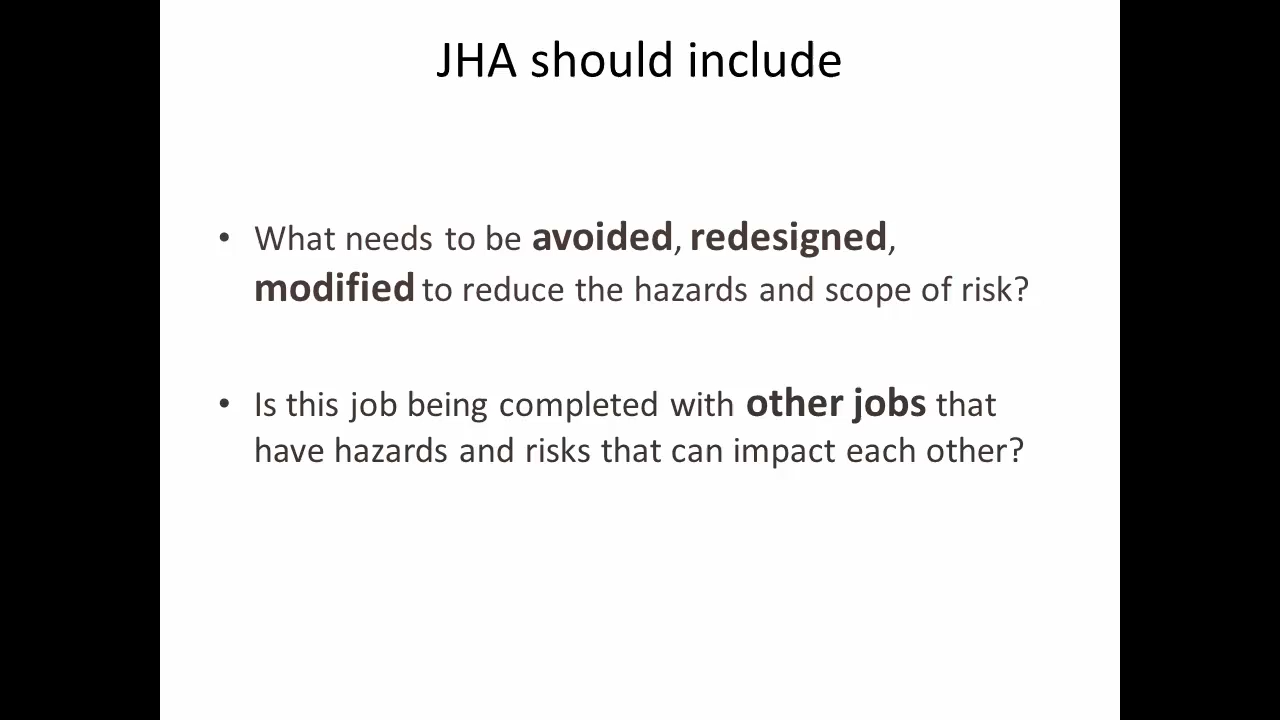 JHA should include
• What needs to be avoided, redesigned,
modified to reduce the hazards and scope of risk?
• Is this job being completed with other jobs that
have hazards and risks that can impact each other?